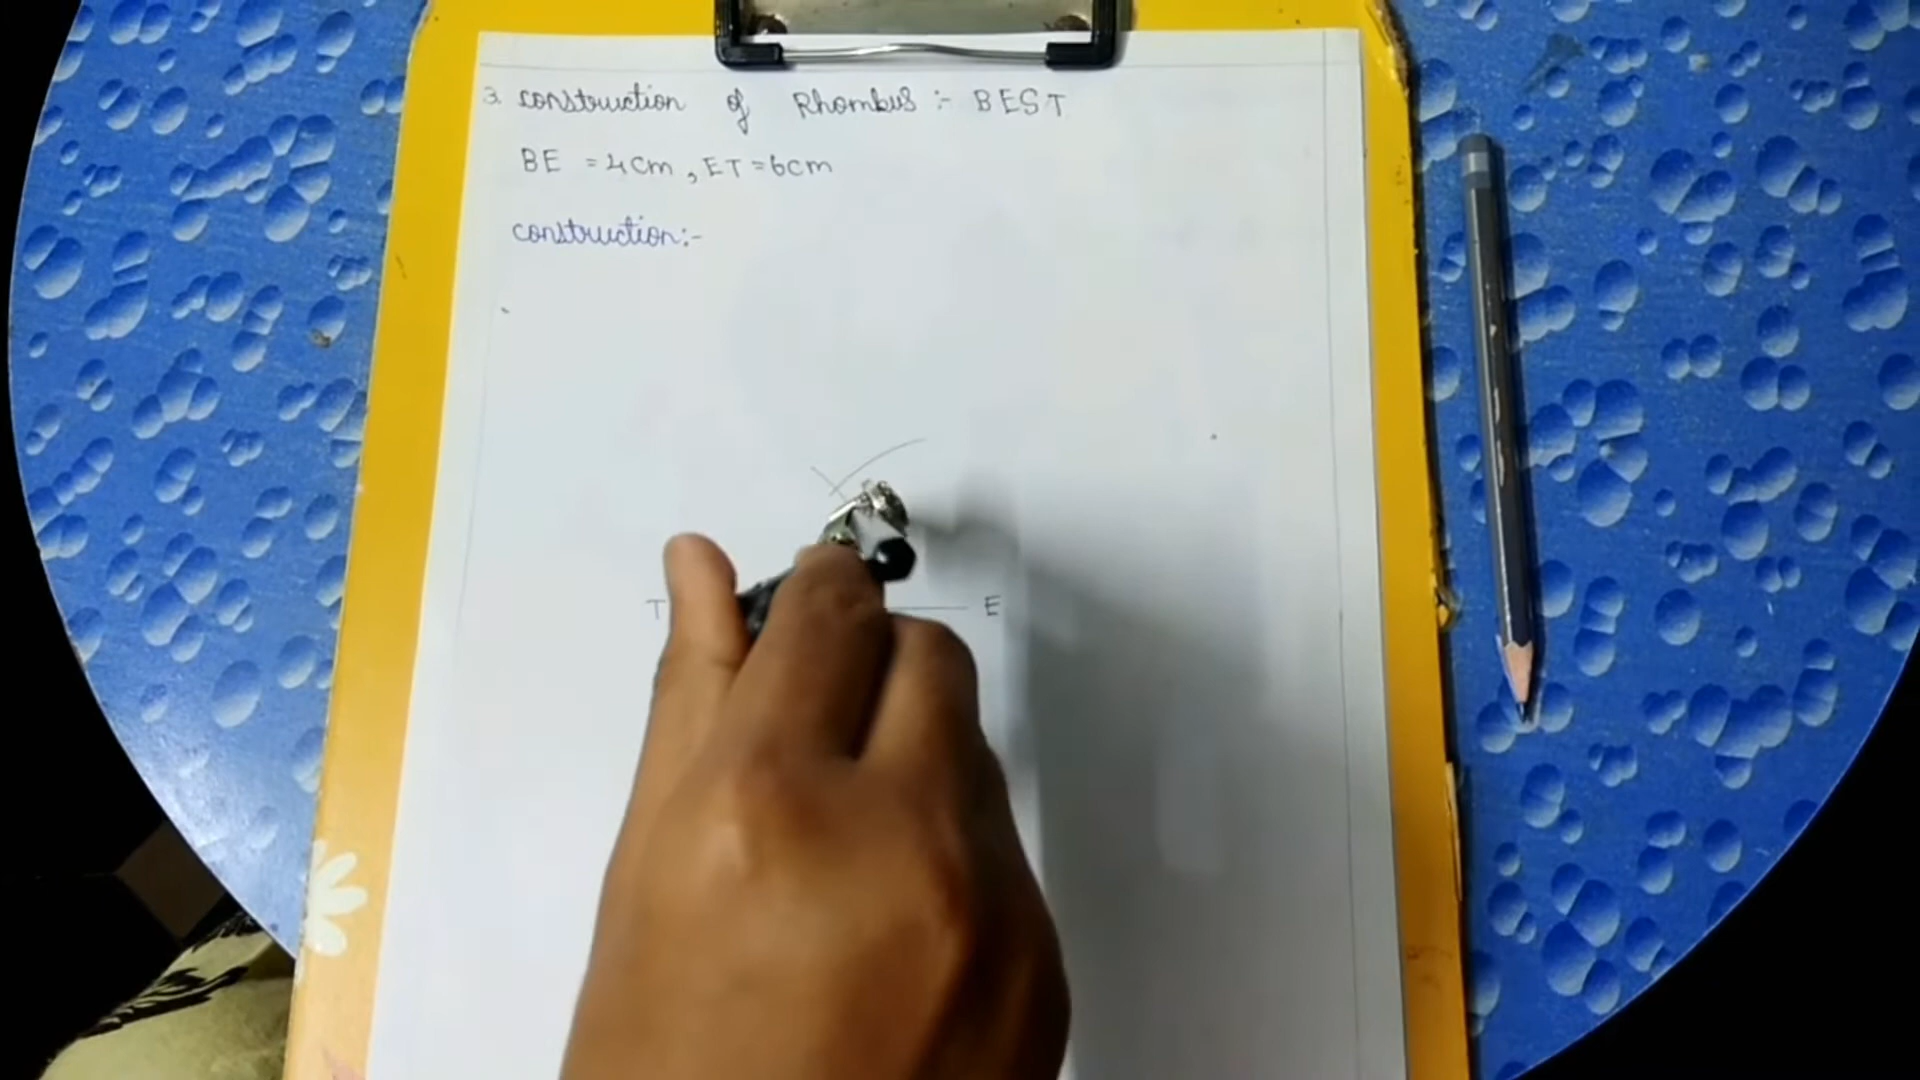 3. construction of Rhombus :- BEST
BE = 4cm, ET = 6cm
construction:-
T E